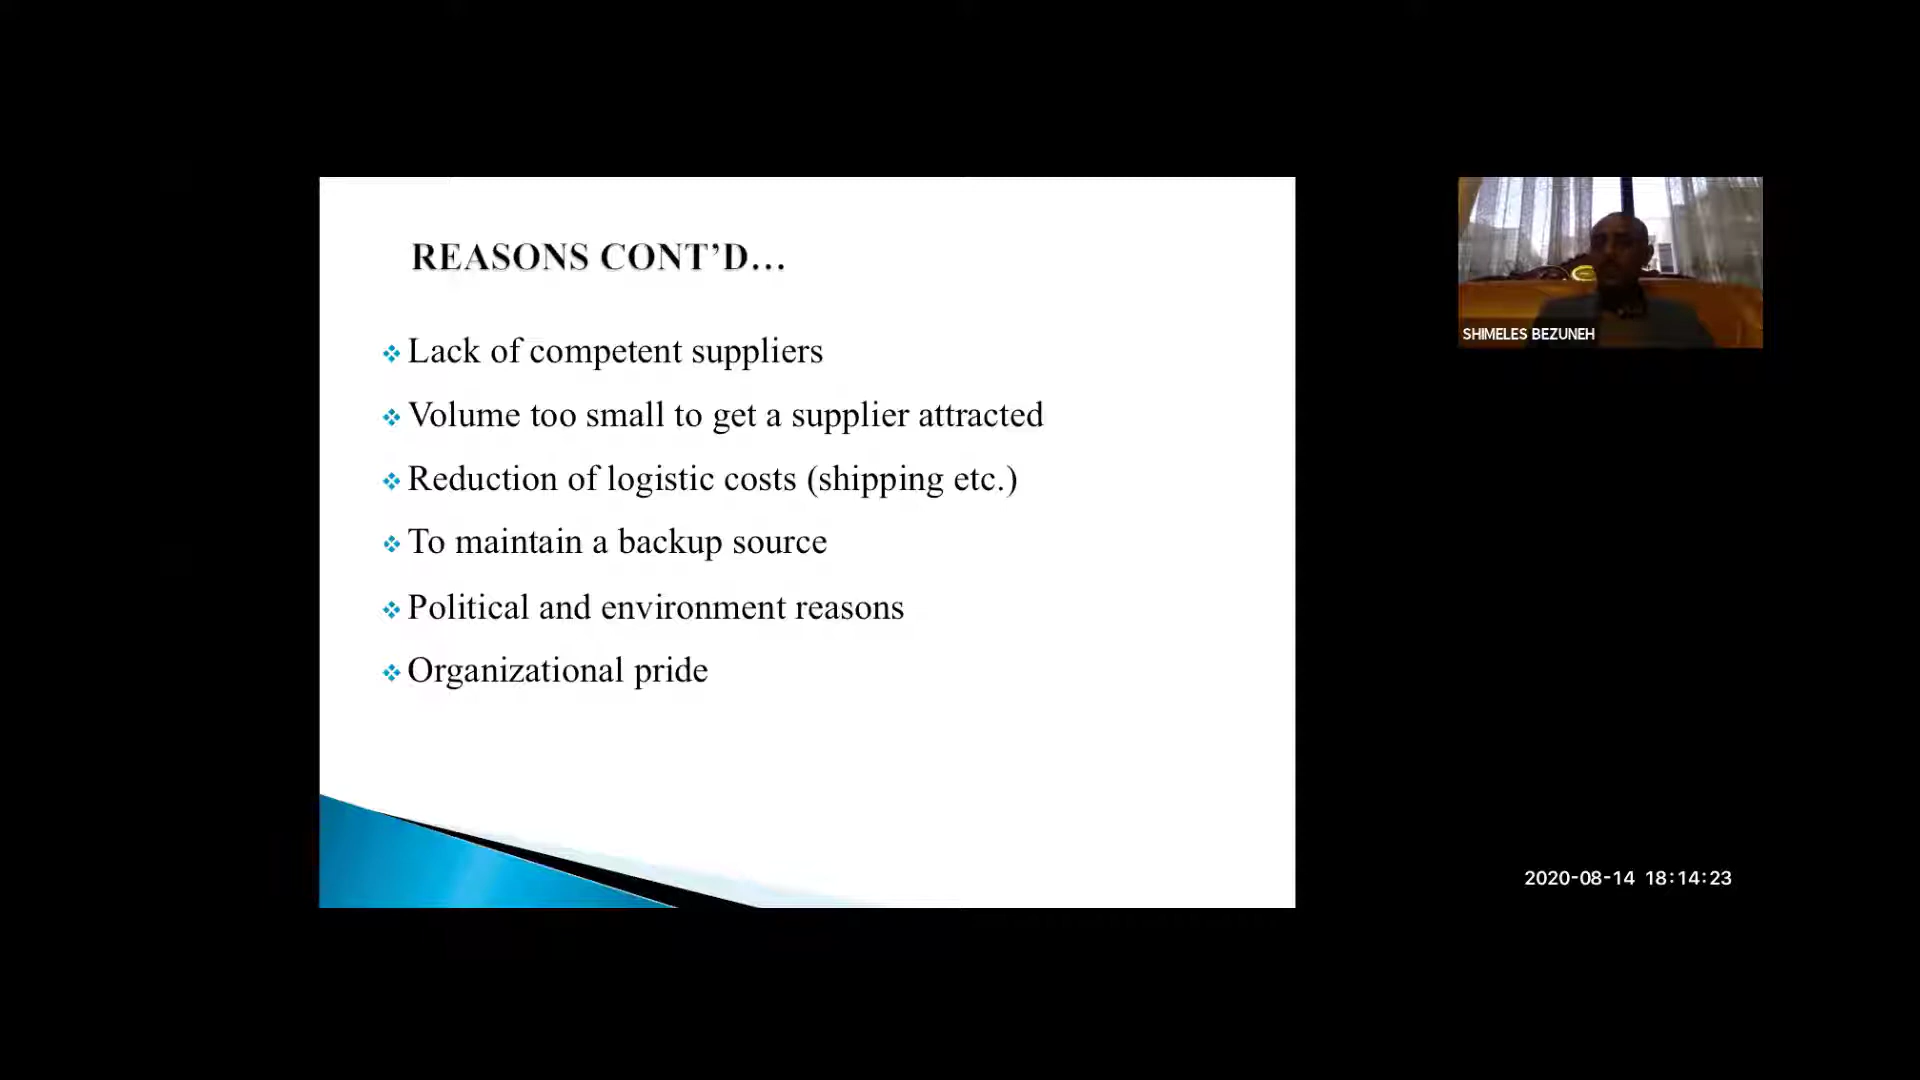 REASONS CONT’D…
Lack of competent suppliers
Volume too small to get a supplier attracted
Reduction of logistic costs (shipping etc.)
To maintain a backup source
Political and environment reasons
Organizational pride
SHIMELES BEZUNEH
2020-08-14 18:14:23